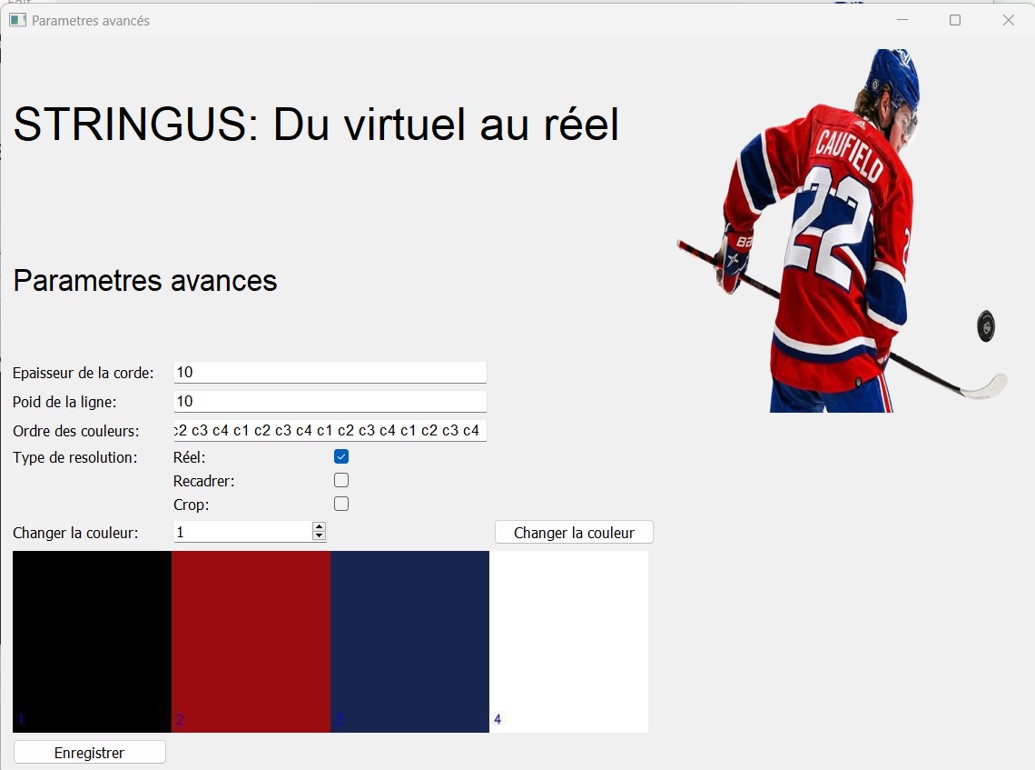 Parametres avancés
STRINGUS: Du virtuel au réel
CAUFIELD
22
2
Parametres avances
Epaisseur de la corde: 10
Poid de la ligne: 10
Ordre des couleurs: c2 c3 c4 c1 c2 c3 c4 c1 c2 c3 c4 c1 c2 c3 c4
Type de resolution: Réel:
Recadrer:
Crop:
Changer la couleur: 1 Changer la couleur
1 2 3 4
Enregistrer